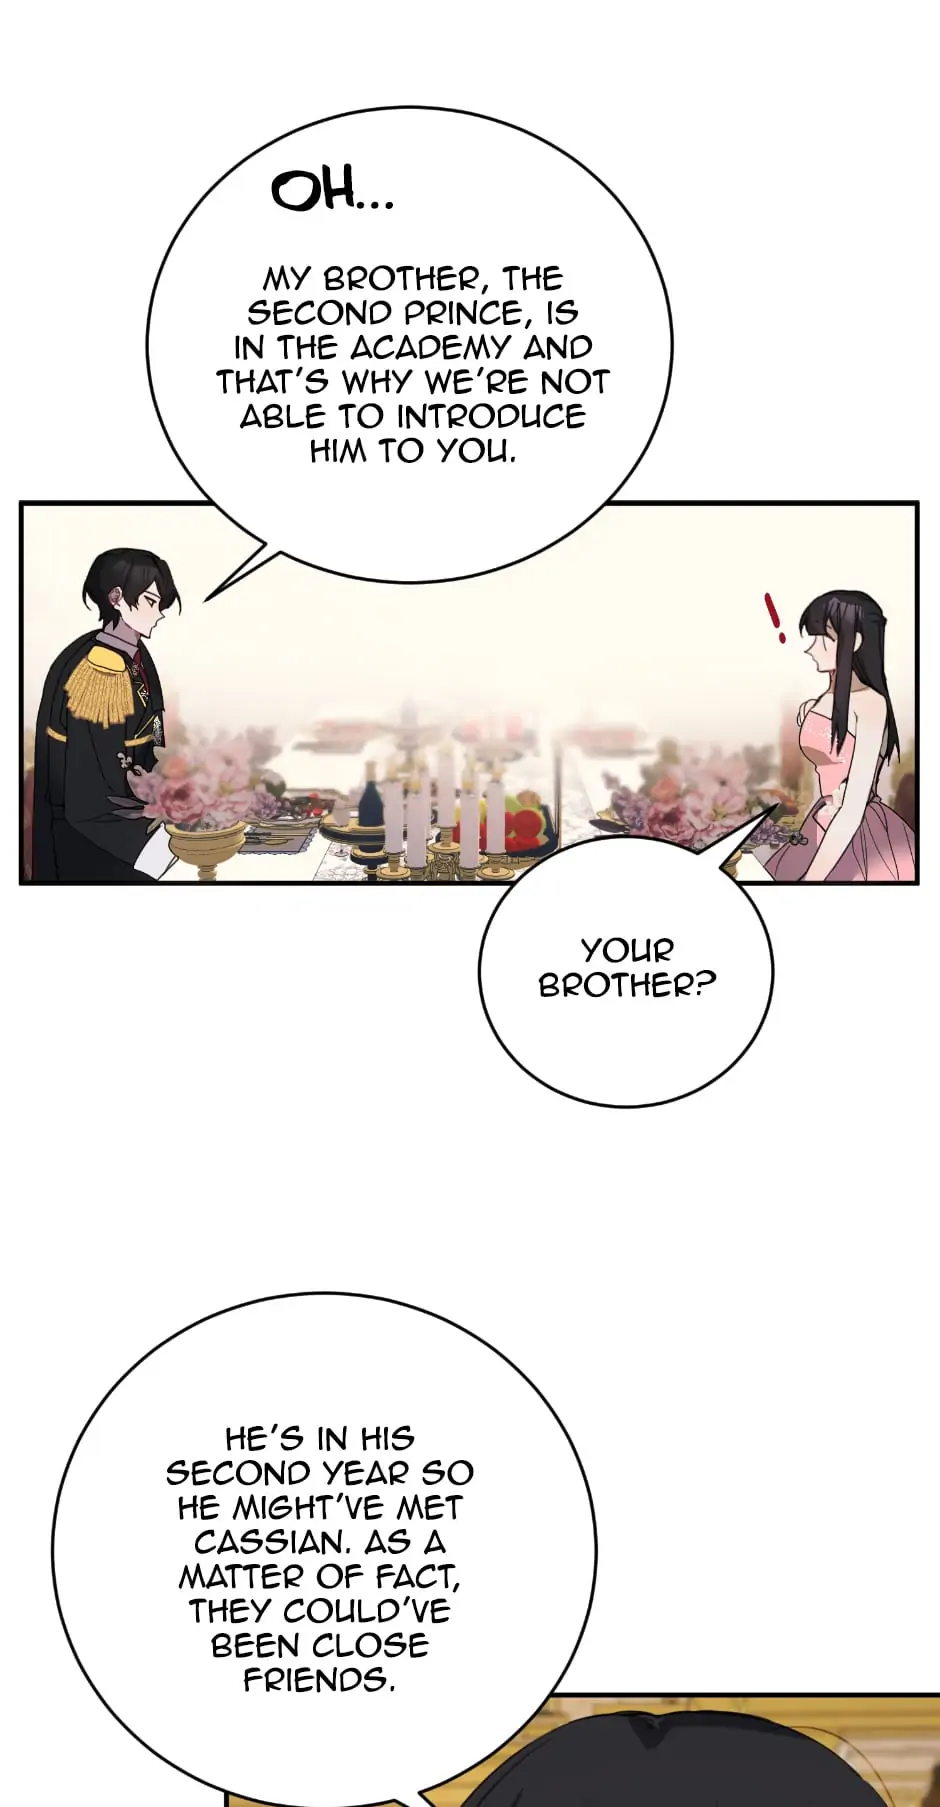 OH...
MY BROTHER, THE
SECOND PRINCE, IS
IN THE ACADEMY AND
THAT'S WHY WE'RE NOT
ABLE TO INTRODUCE
HIM TO YOU.
!
YOUR
BROTHER?
HE'S IN HIS
SECOND YEAR SO
HE MIGHT'VE MET
CASSIAN. AS A
MATTER OF FACT,
THEY COULD'VE
BEEN CLOSE
FRIENDS.